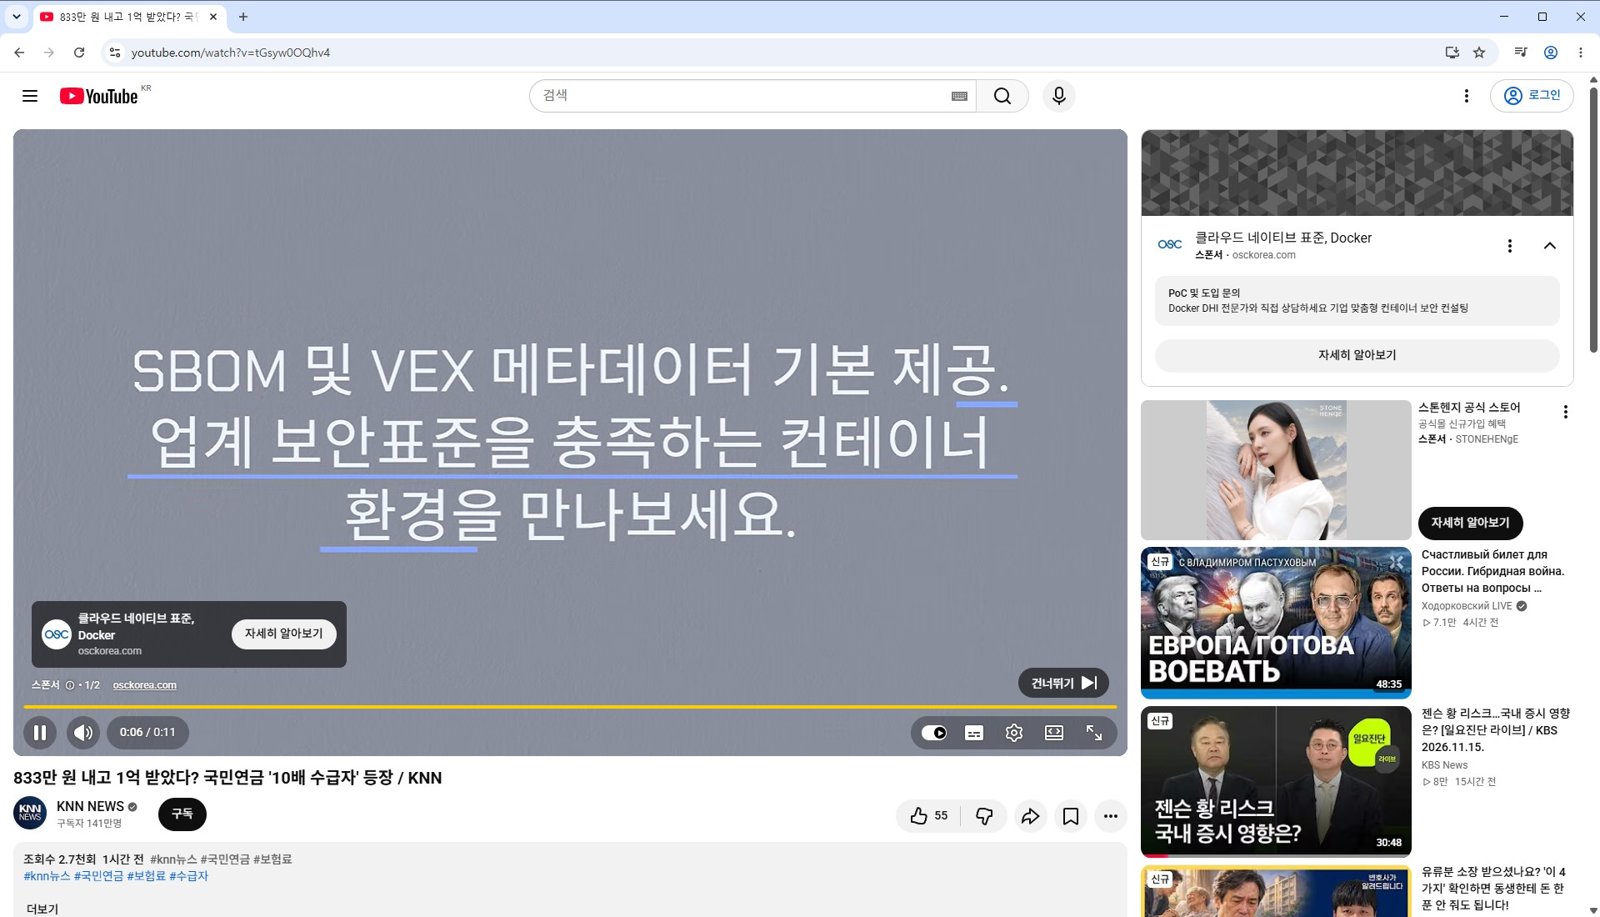 833만 원 내고 1억 받았다? 국
youtube.com/watch?v=tGsyw0OQhv4
YouTube KR
검색
로그인
SBOM 및 VEX 메타데이터 기본 제공.
업계 보안표준을 충족하는 컨테이너
환경을 만나보세요.
클라우드 네이티브 표준,
Docker
osckorea.com
OSC
자세히 알아보기
스폰서 • 1/2 osckorea.com
건너뛰기
0:06 / 0:11
833만 원 내고 1억 받았다? 국민연금 '10배 수급자' 등장 / KNN
KNN NEWS
KNN NEWS
구독자 141만명
구독
55
조회수 2.7천회 1시간 전 #knn뉴스 #국민연금 #보험료
#knn뉴스 #국민연금 #보험료 #수급자
더보기
OSC
클라우드 네이티브 표준, Docker
스폰서 · osckorea.com
PoC 및 도입 문의
Docker DHI 전문가와 직접 상담하세요 기업 맞춤형 컨테이너 보안 컨설팅
자세히 알아보기
STONE
HENGE
스톤헨지 공식 스토어
공식몰 신규가입 혜택
스폰서 · STONEHENgE
자세히 알아보기
신규
С ВЛАДИМИРОМ ПАСТУХОВЫМ
ЕВРОПА ГОТОВА
ВОЕВАТЬ
48:35
Счастливый билет для
России. Гибридная война.
Ответы на вопросы ...
Ходорковский LIVE
7.1만 4시간 전
신규
일요진단
라이브
젠슨 황 리스크
국내 증시 영향은?
30:48
젠슨 황 리스크…국내 증시 영향
은? [일요진단 라이브] / KBS
2026.11.15.
KBS News
8만 15시간 전
신규
변호사가
알려드립니다
유류분 소장 받으셨나요? '이 4
가지' 확인하면 동생한테 돈 한
푼 안 줘도 됩니다!